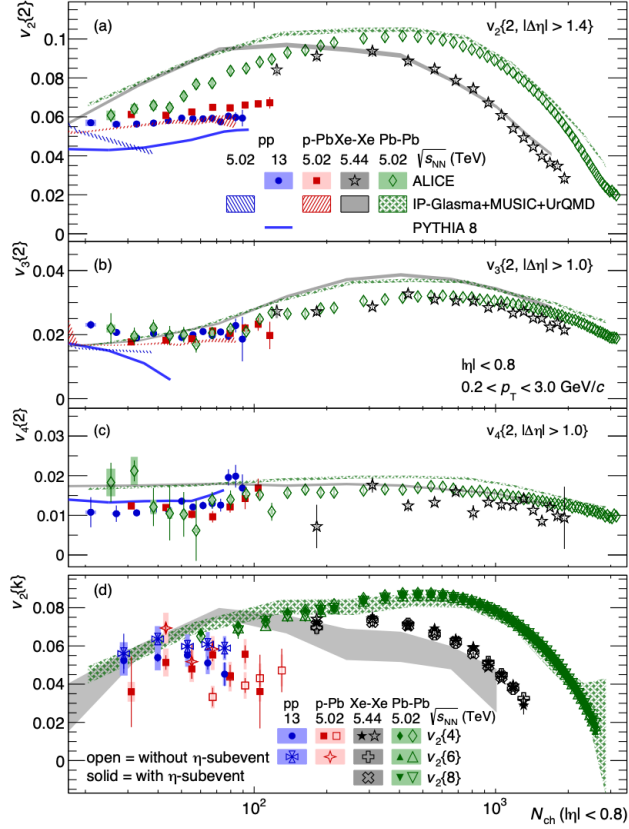 v₂{2}
(a)
v₂{2, |Δη| > 1.4)
0.1
0.08
0.06
0.04
0.02
0
pp p-Pb Xe-Xe Pb-Pb
5.02 13 5.02 5.44 5.02 √s_NN (TeV)
ALICE
IP-Glasma+MUSIC+UrQMD
PYTHIA 8
v₃{2}
(b)
v₃{2, |Δη| > 1.0)
0.04
0.02
0
|η| < 0.8
0.2 < p_T < 3.0 GeV/c
v₄{2}
(c)
v₄{2, |Δη| > 1.0)
0.03
0.02
0.01
0
v₂{k}
(d)
0.08
0.06
0.04
0.02
0
pp p-Pb Xe-Xe Pb-Pb
13 5.02 5.44 5.02 √s_NN (TeV)
v₂{4}
v₂{6}
v₂{8}
open = without η-subevent
solid = with η-subevent
10²
10³
N_ch (|η| < 0.8)